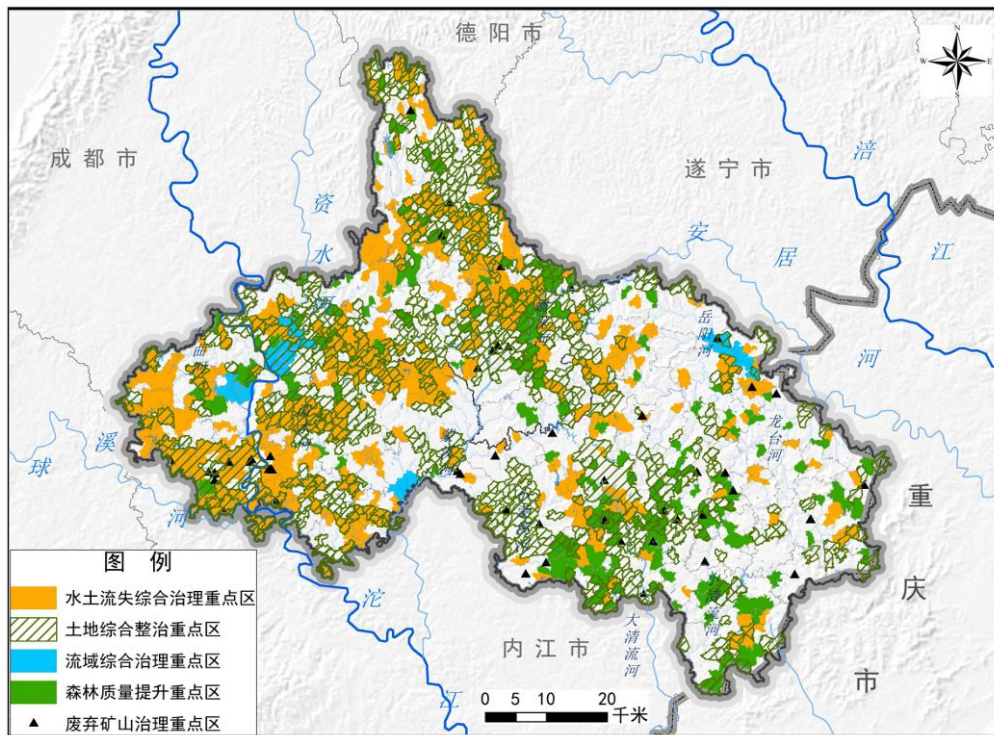 德阳市
N
W E
S
成都市
遂宁市
涪
江
资
水
河
安
居
河
岳阳河
龙台河
球
溪
河
重
庆
市
沱
江
内江市
大清流河
图 例
水土流失综合治理重点区
土地综合整治重点区
流域综合治理重点区
森林质量提升重点区
废弃矿山治理重点区
0 5 10 20
千米